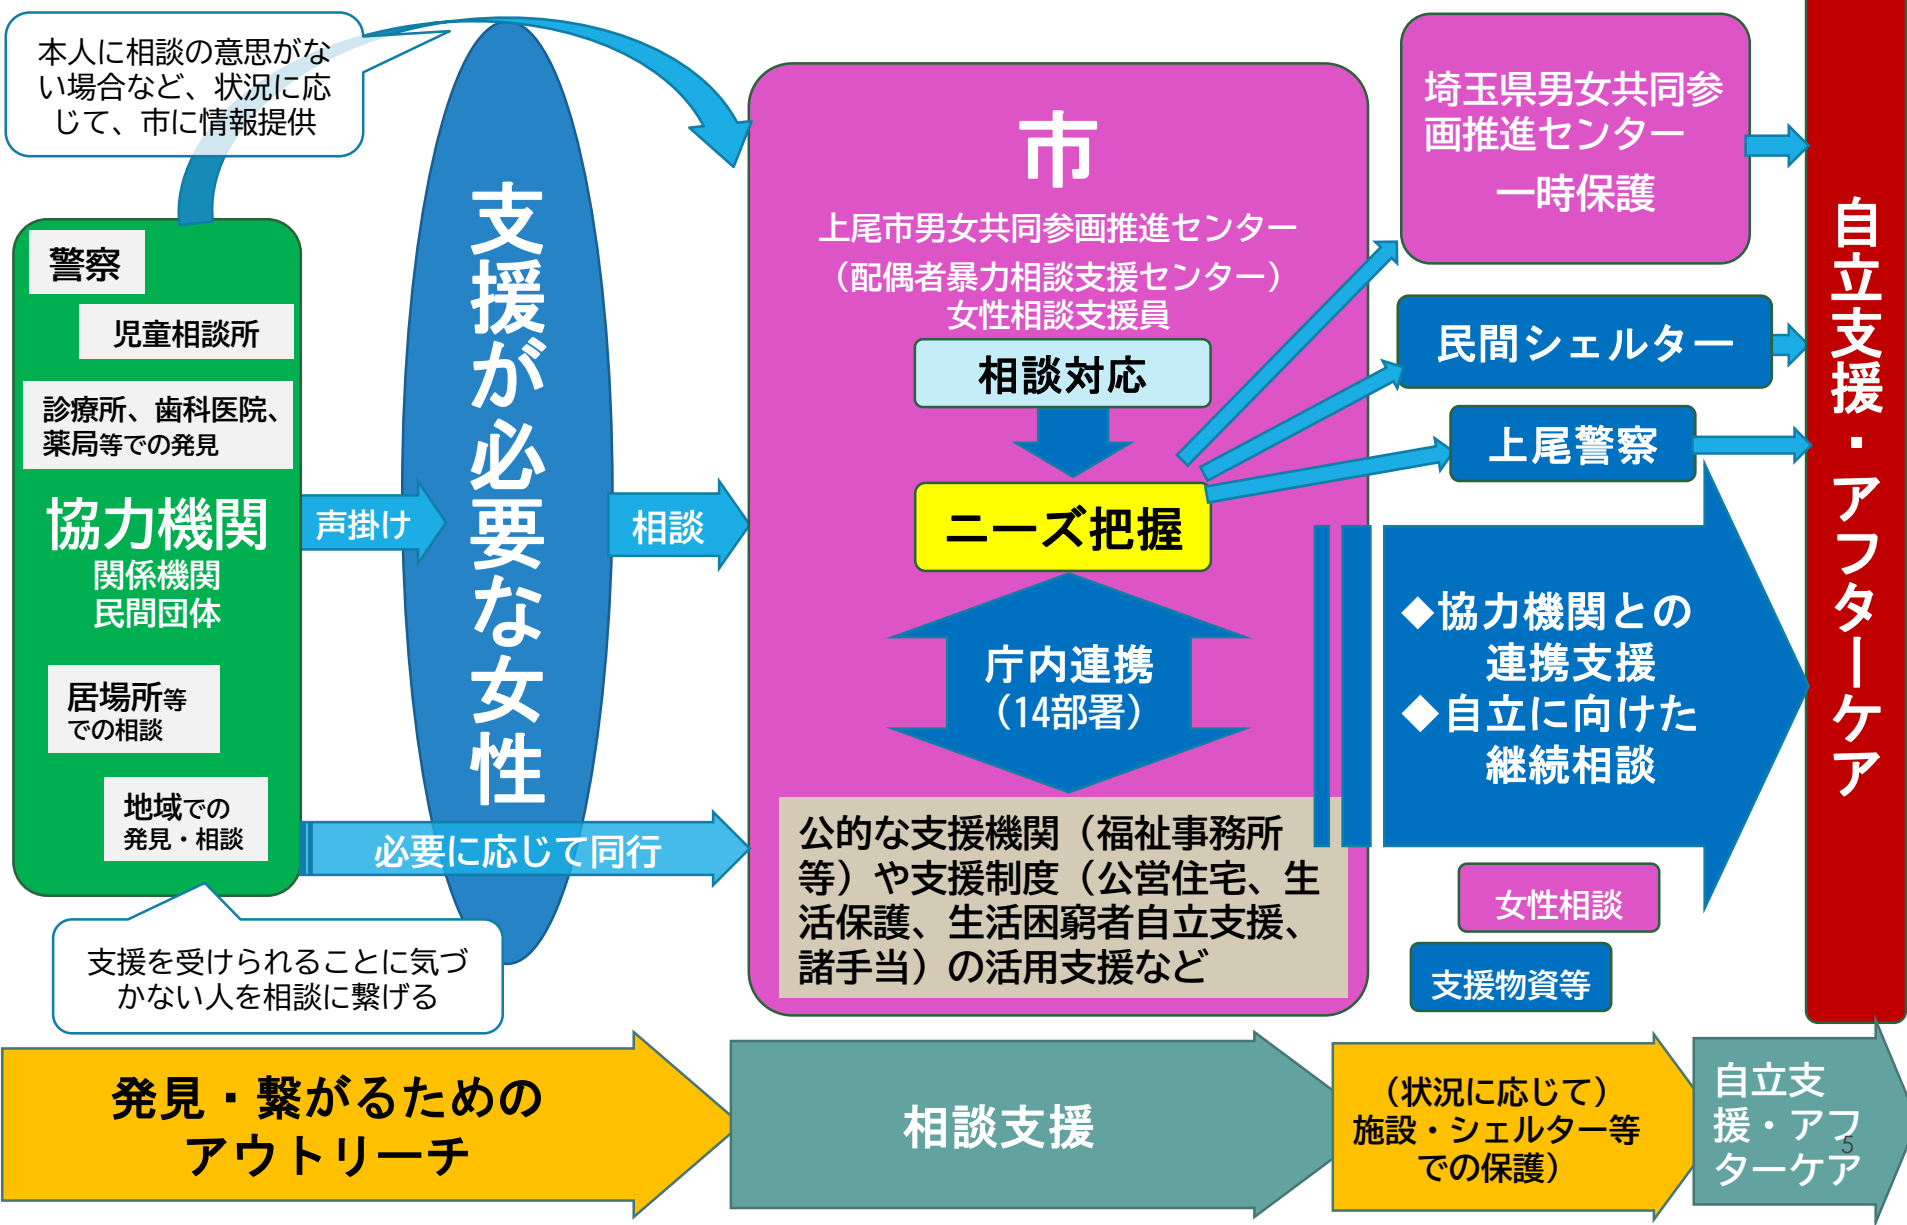 本人に相談の意思がな
い場合など、状況に応
じて、市に情報提供
警察
児童相談所
診療所、歯科医院、
薬局等での発見
協力機関
関係機関
民間団体
居場所等
での相談
地域での
発見・相談
支援を受けられることに気づ
かない人を相談に繋げる
声掛け
支援が必要な女性
相談
必要に応じて同行
市
上尾市男女共同参画推進センター
（配偶者暴力相談支援センター）
女性相談支援員
相談対応
ニーズ把握
庁内連携
（14部署）
公的な支援機関（福祉事務所
等）や支援制度（公営住宅、生
活保護、生活困窮者自立支援、
諸手当）の活用支援など
埼玉県男女共同参
画推進センター
一時保護
民間シェルター
上尾警察
◆協力機関との
連携支援
◆自立に向けた
継続相談
女性相談
支援物資等
自立支援・アフターケア
発見・繋がるための
アウトリーチ
相談支援
（状況に応じて）
施設・シェルター等
での保護）
自立支
援・アフ
ターケア
5